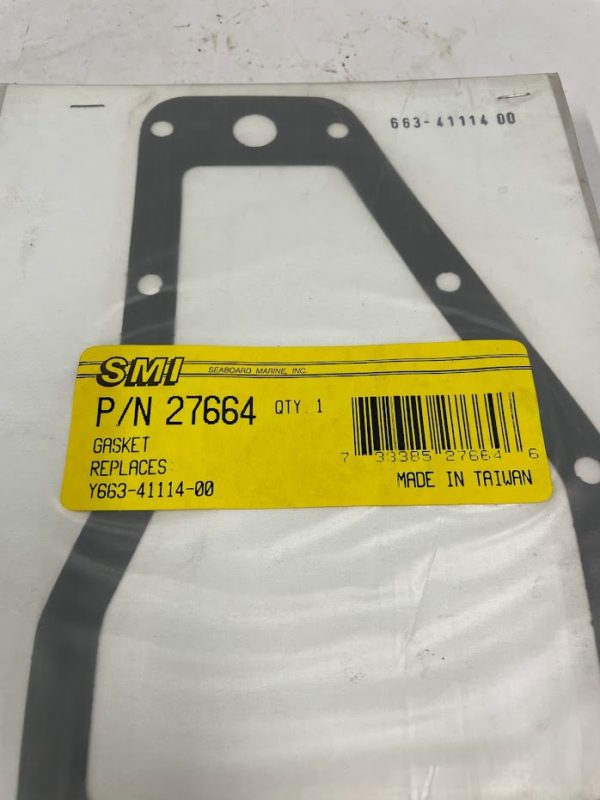 663-41114 00
SMI
SEABOARD MARINE, INC.
P/N 27664 QTY. 1
GASKET
REPLACES:
Y663-41114-00
7 33385 27664 6
MADE IN TAIWAN